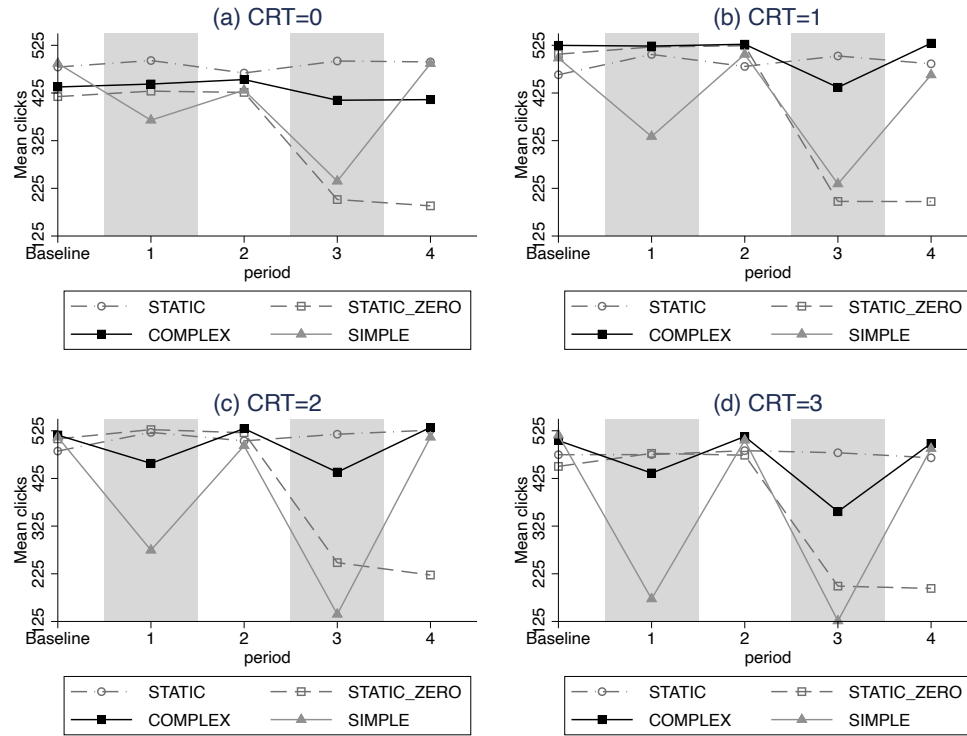 (a) CRT=0
Mean clicks
525
425
325
225
125
Baseline 1 2 3 4
period
STATIC STATIC_ZERO
COMPLEX SIMPLE
(b) CRT=1
Mean clicks
525
425
325
225
125
Baseline 1 2 3 4
period
STATIC STATIC_ZERO
COMPLEX SIMPLE
(c) CRT=2
Mean clicks
525
425
325
225
125
Baseline 1 2 3 4
period
STATIC STATIC_ZERO
COMPLEX SIMPLE
(d) CRT=3
Mean clicks
525
425
325
225
125
Baseline 1 2 3 4
period
STATIC STATIC_ZERO
COMPLEX SIMPLE